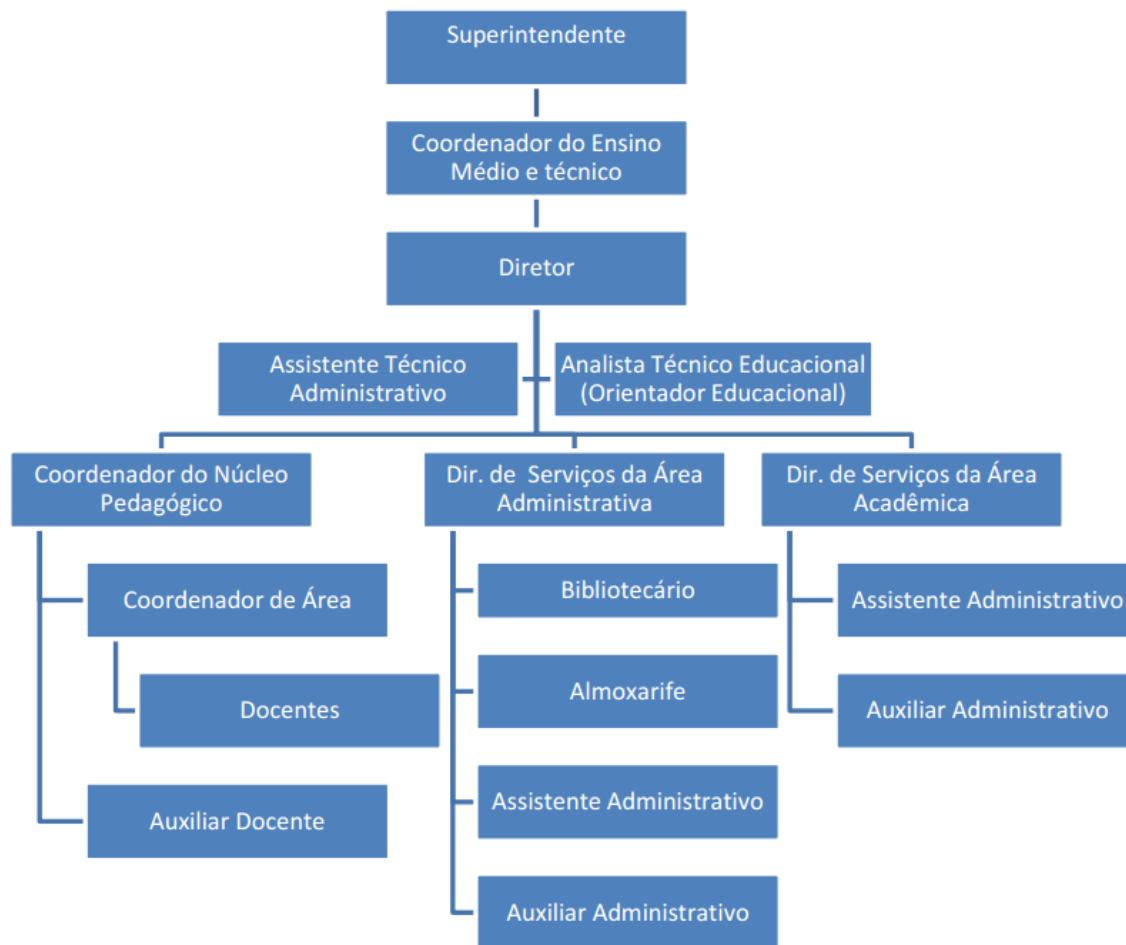 Superintendente
Coordenador do Ensino
Médio e técnico
Diretor
Assistente Técnico
Administrativo
Analista Técnico Educacional
(Orientador Educacional)
Coordenador do Núcleo
Pedagógico
Dir. de Serviços da Área
Administrativa
Dir. de Serviços da Área
Acadêmica
Coordenador de Área
Docentes
Auxiliar Docente
Bibliotecário
Almoxarife
Assistente Administrativo
Auxiliar Administrativo
Assistente Administrativo
Auxiliar Administrativo